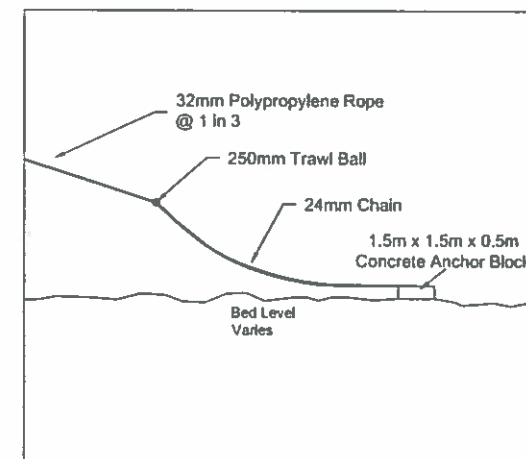 32mm Polypropylene Rope
@ 1 in 3
250mm Trawl Ball
24mm Chain
1.5m x 1.5m x 0.5m
Concrete Anchor Block
Bed Level
Varies